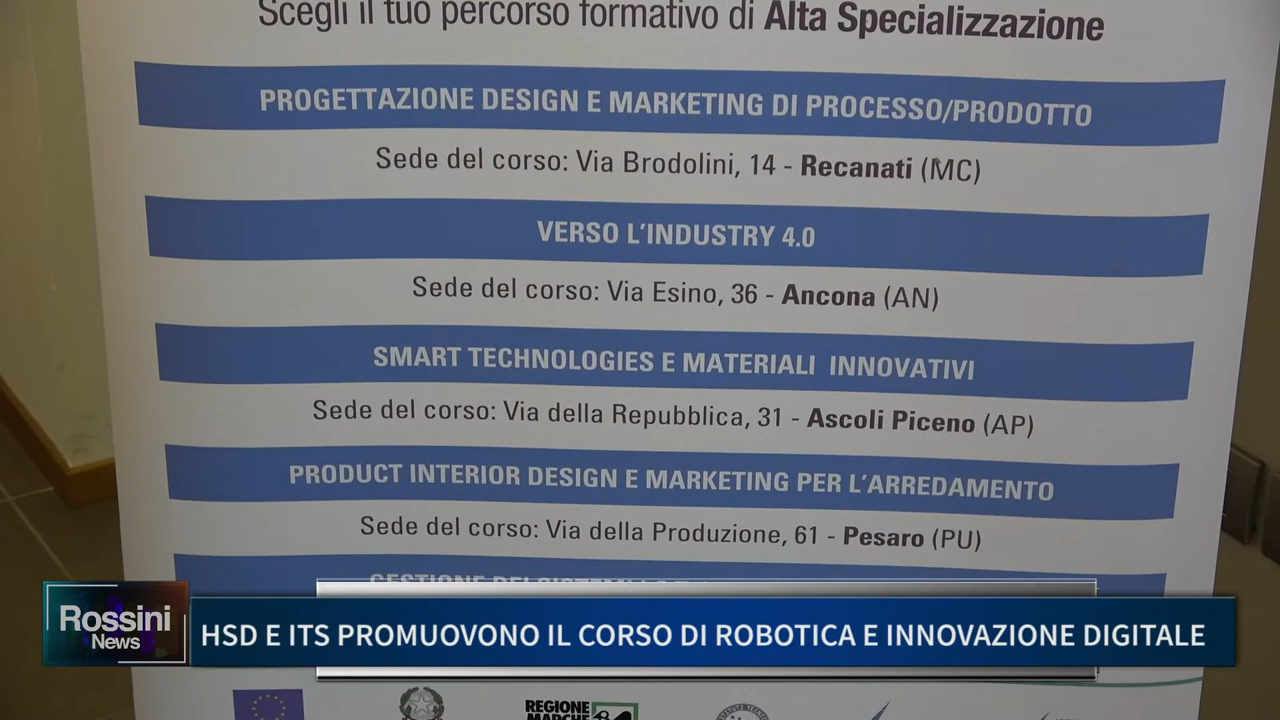 Scegli il tuo percorso formativo di Alta Specializzazione
PROGETTAZIONE DESIGN E MARKETING DI PROCESSO/PRODOTTO
Sede del corso: Via Brodolini, 14 - Recanati (MC)
VERSO L'INDUSTRY 4.0
Sede del corso: Via Esino, 36 - Ancona (AN)
SMART TECHNOLOGIES E MATERIALI INNOVATIVI
Sede del corso: Via della Repubblica, 31 - Ascoli Piceno (AP)
PRODUCT INTERIOR DESIGN E MARKETING PER L'ARREDAMENTO
Sede del corso: Via della Produzione, 61 - Pesaro (PU)
GESTIONE DEI SISTEMI
Rossini
News
HSD E ITS PROMUOVONO IL CORSO DI ROBOTICA E INNOVAZIONE DIGITALE
REGIONE
MARCHE